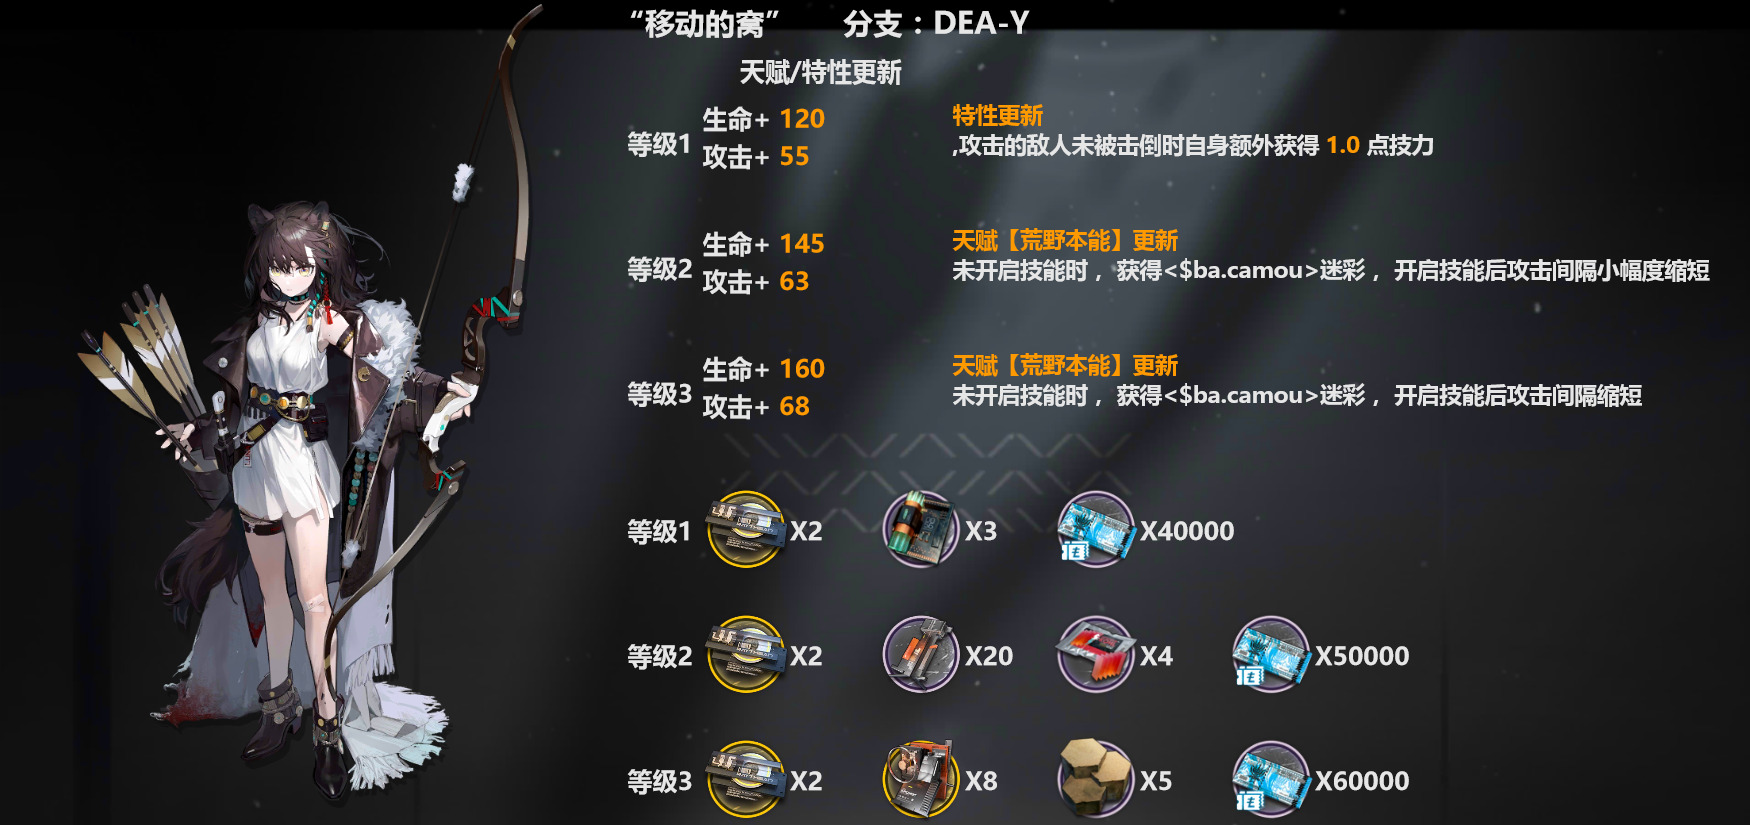 “移动的窝” 分支：DEA-Y
天赋/特性更新
等级1
生命+ 120
攻击+ 55
特性更新
,攻击的敌人未被击倒时自身额外获得 1.0 点技力
等级2
生命+ 145
攻击+ 63
天赋【荒野本能】更新
未开启技能时，获得<$ba.camou>迷彩，开启技能后攻击间隔小幅度缩短
等级3
生命+ 160
攻击+ 68
天赋【荒野本能】更新
未开启技能时，获得<$ba.camou>迷彩，开启技能后攻击间隔缩短
等级1 X2 X3 X40000
等级2 X2 X20 X4 X50000
等级3 X2 X8 X5 X60000